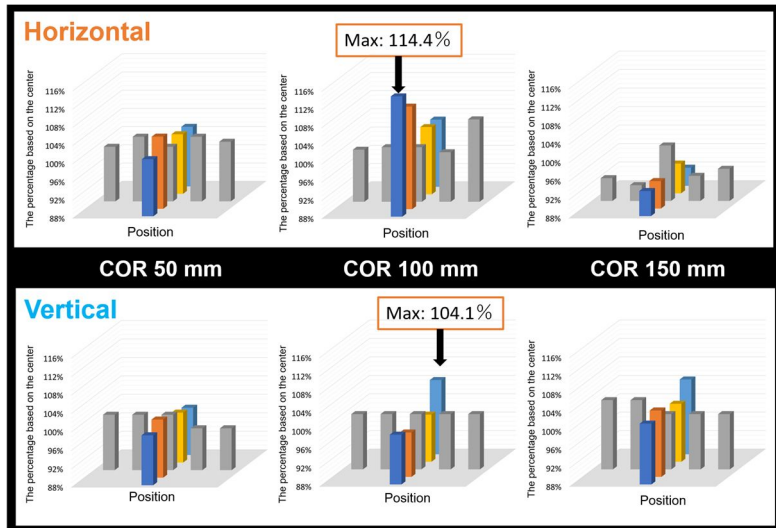 Horizontal
Max: 114.4%
The percentage based on the center
116%
112%
108%
104%
100%
96%
92%
88%
Position
The percentage based on the center
116%
112%
108%
104%
100%
96%
92%
88%
Position
The percentage based on the center
116%
112%
108%
104%
100%
96%
92%
88%
Position
COR 50 mm
COR 100 mm
COR 150 mm
Vertical
Max: 104.1%
The percentage based on the center
116%
112%
108%
104%
100%
96%
92%
88%
Position
The percentage based on the center
116%
112%
108%
104%
100%
96%
92%
88%
Position
The percentage based on the center
116%
112%
108%
104%
100%
96%
92%
88%
Position